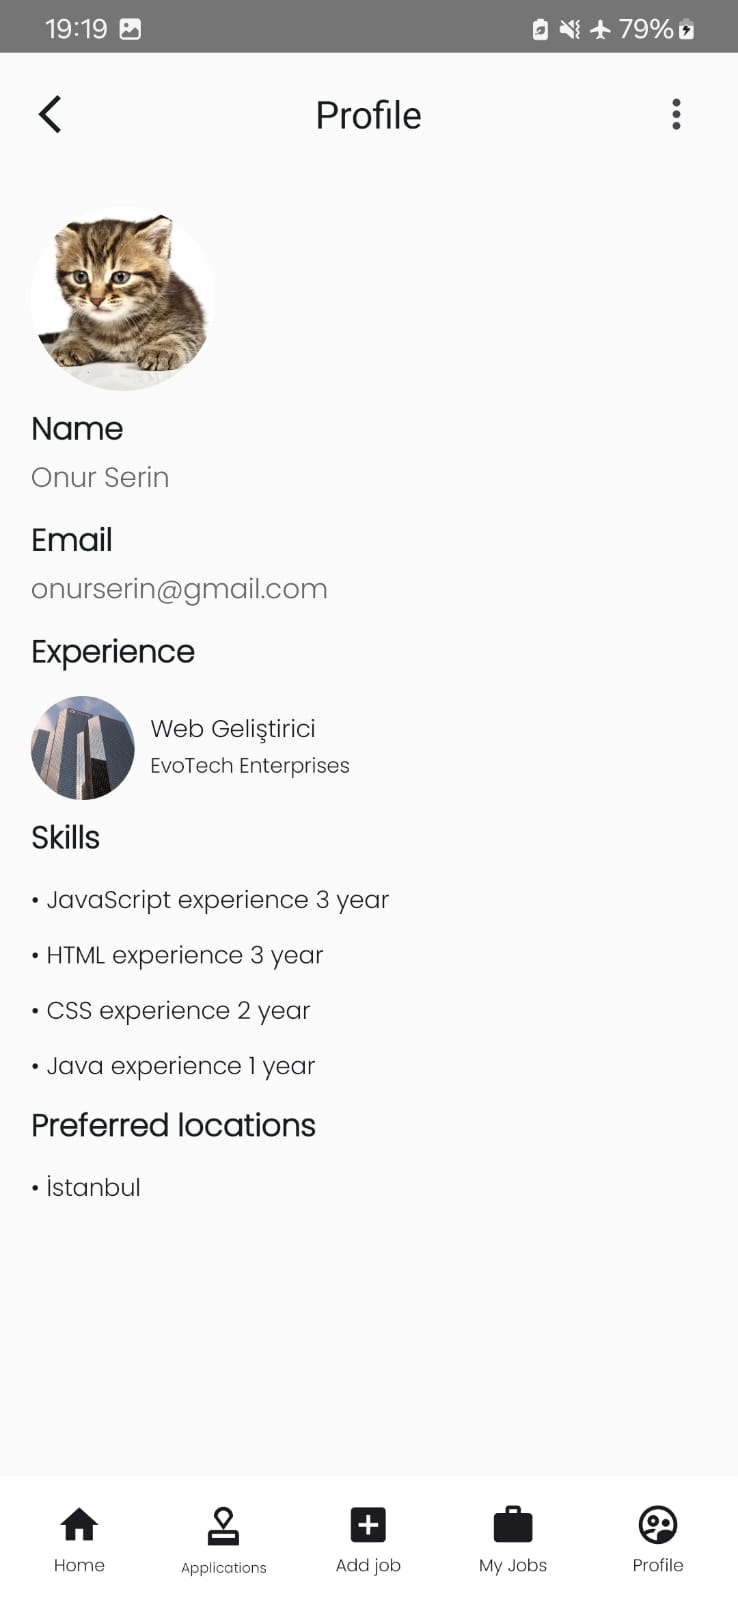 19:19 79%
Profile
Name
Onur Serin
Email
onurserin@gmail.com
Experience
Web Geliştirici
EvoTech Enterprises
Skills
• JavaScript experience 3 year
• HTML experience 3 year
• CSS experience 2 year
• Java experience 1 year
Preferred locations
• İstanbul
Home Applications Add job My Jobs Profile